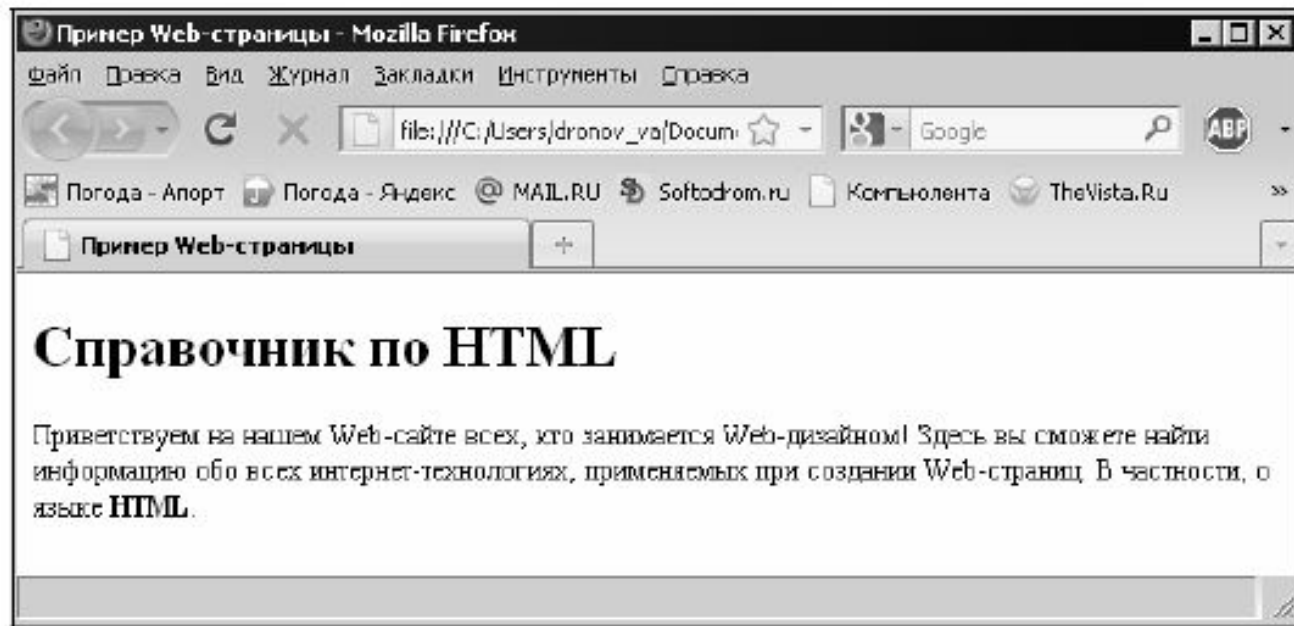 Пример Web-страницы - Mozilla Firefox
Файл Правка Вид Журнал Закладки Инструменты Справка
file:///C:/Users/dronov_va/Docum Google ABP
Погода - Апорт Погода - Яндекс MAIL.RU Softodrom.ru Компьюлента TheVista.Ru »
Пример Web-страницы
Справочник по HTML
Приветствуем на нашем Web-сайте всех, кто занимается Web-дизайном! Здесь вы сможете найти
информацию обо всех интернет-технологиях, применяемых при создании Web-страниц. В частности, о
языке HTML.